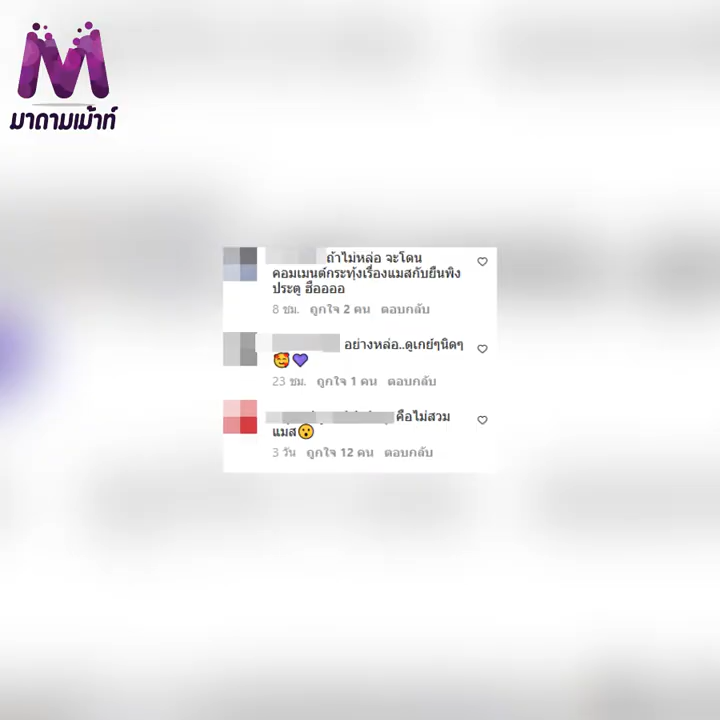 มาดามเม้าท์
ถ้าไม่หล่อ จะโดน
คอมเมนต์กระทุ้งเรื่องแมสกับยืนพิง
ประตู ฮืออออ
8 ชม. ถูกใจ 2 คน ตอบกลับ
อย่างหล่อ..ดูเกย์ๆนิดๆ
🥰💜
23 ชม. ถูกใจ 1 คน ตอบกลับ
คือไม่สวม
แมส😮
3 วัน ถูกใจ 12 คน ตอบกลับ